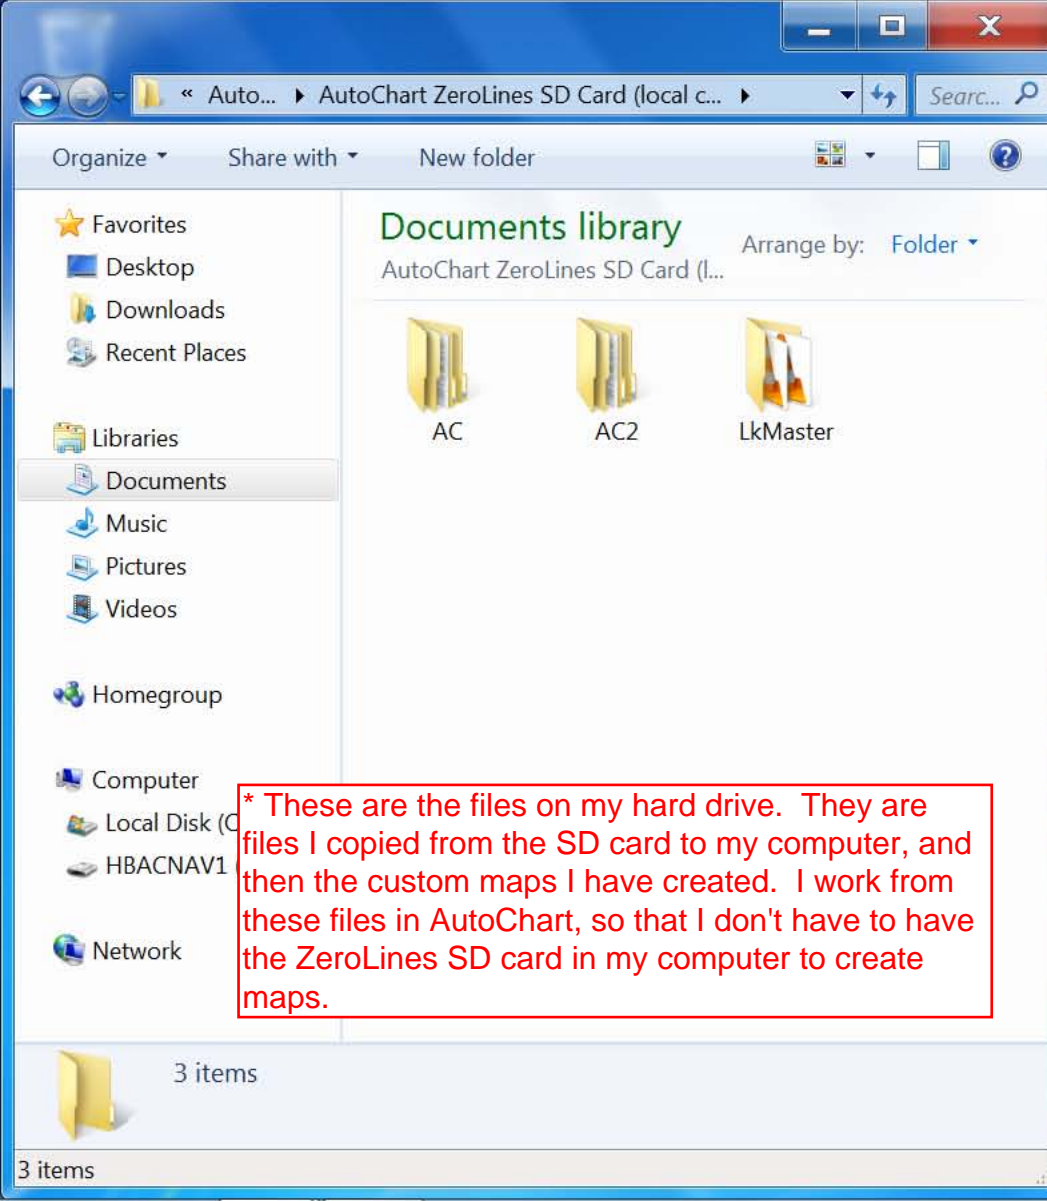 « Auto... AutoChart ZeroLines SD Card (local c...
Searc...
Organize Share with New folder
Favorites
Desktop
Downloads
Recent Places
Libraries
Documents
Music
Pictures
Videos
Homegroup
Computer
Local Disk (C
HBACNAV1 (
Network
Documents library
AutoChart ZeroLines SD Card (l...
Arrange by: Folder
AC AC2 LkMaster
* These are the files on my hard drive. They are
files I copied from the SD card to my computer, and
then the custom maps I have created. I work from
these files in AutoChart, so that I don't have to have
the ZeroLines SD card in my computer to create
maps.
3 items
3 items